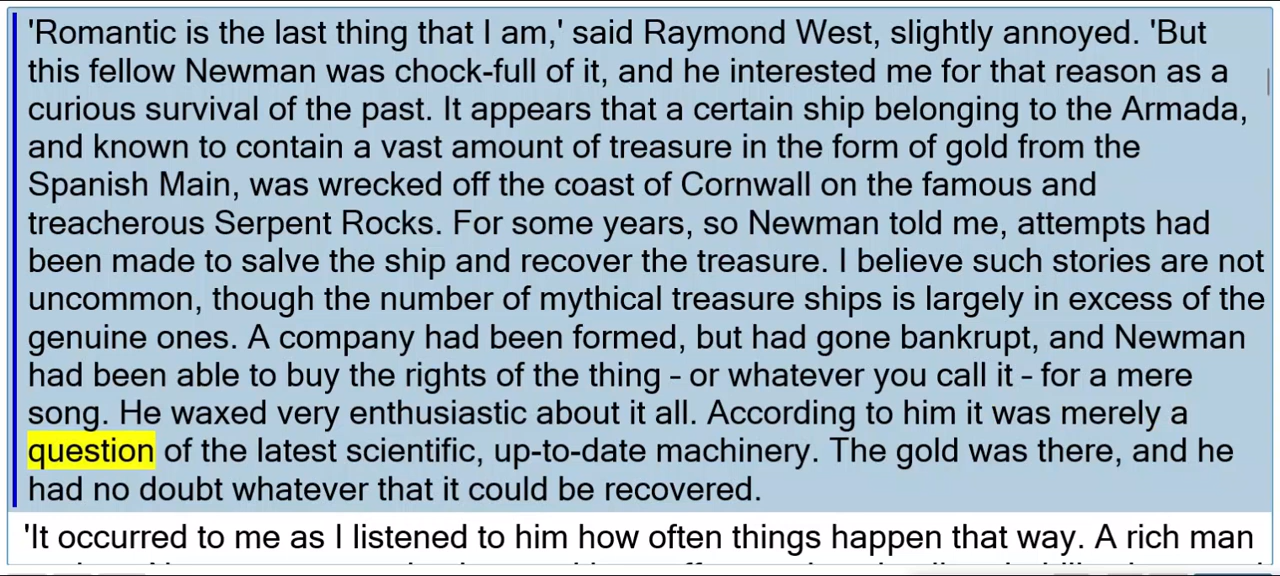 'Romantic is the last thing that I am,' said Raymond West, slightly annoyed. 'But
this fellow Newman was chock-full of it, and he interested me for that reason as a
curious survival of the past. It appears that a certain ship belonging to the Armada,
and known to contain a vast amount of treasure in the form of gold from the
Spanish Main, was wrecked off the coast of Cornwall on the famous and
treacherous Serpent Rocks. For some years, so Newman told me, attempts had
been made to salve the ship and recover the treasure. I believe such stories are not
uncommon, though the number of mythical treasure ships is largely in excess of the
genuine ones. A company had been formed, but had gone bankrupt, and Newman
had been able to buy the rights of the thing - or whatever you call it - for a mere
song. He waxed very enthusiastic about it all. According to him it was merely a
question of the latest scientific, up-to-date machinery. The gold was there, and he
had no doubt whatever that it could be recovered.
'It occurred to me as I listened to him how often things happen that way. A rich man